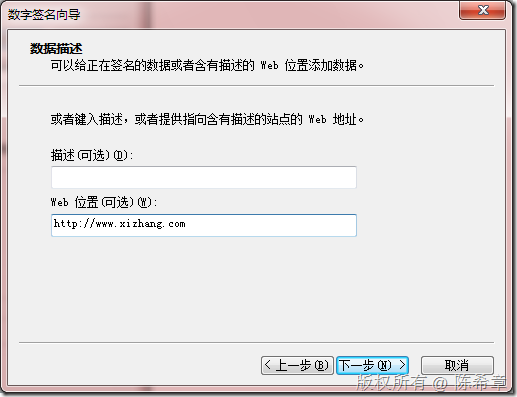 数字签名向导
数据描述
可以给正在签名的数据或者含有描述的 Web 位置添加数据。
或者键入描述，或者提供指向含有描述的站点的 Web 地址。
描述(可选)(D):
Web 位置(可选)(W):
http://www.xizhang.com
< 上一步(B) 下一步(N) > 取消
版权所有 @ 陈希章